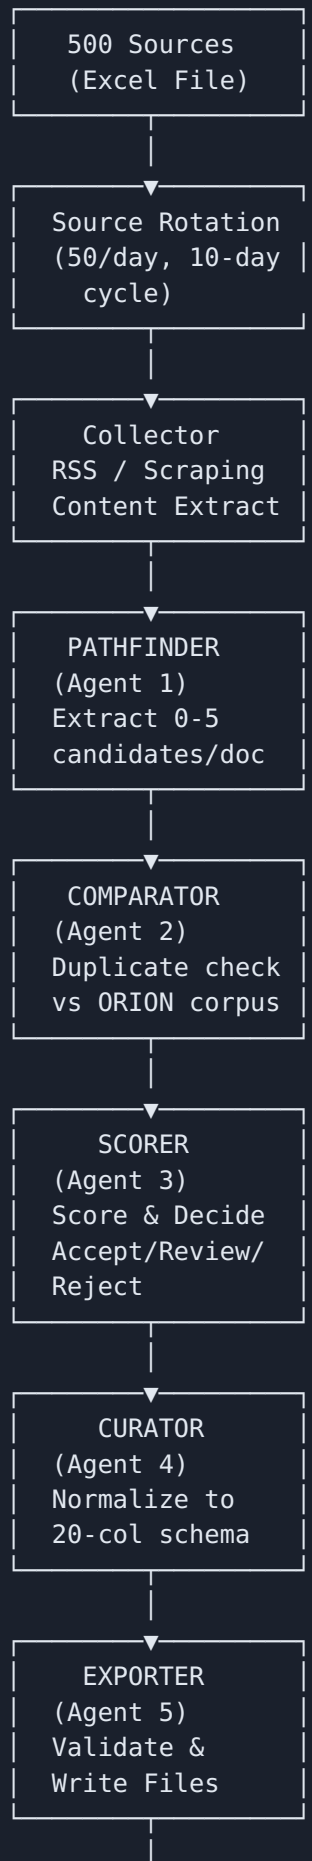 500 Sources
(Excel File)
Source Rotation
(50/day, 10-day
cycle)
Collector
RSS / Scraping
Content Extract
PATHFINDER
(Agent 1)
Extract 0-5
candidates/doc
COMPARATOR
(Agent 2)
Duplicate check
vs ORION corpus
SCORER
(Agent 3)
Score & Decide
Accept/Review/
Reject
CURATOR
(Agent 4)
Normalize to
20-col schema
EXPORTER
(Agent 5)
Validate &
Write Files